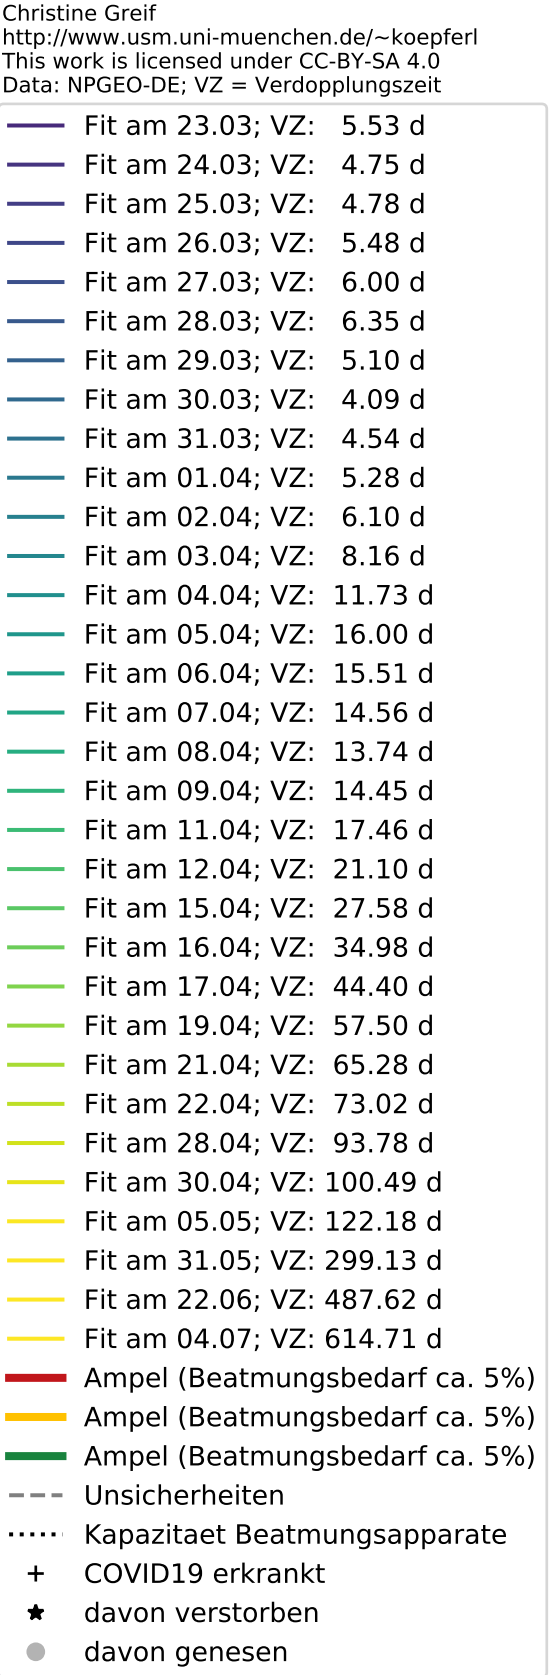 Christine Greif
http://www.usm.uni-muenchen.de/~koepferl
This work is licensed under CC-BY-SA 4.0
Data: NPGEO-DE; VZ = Verdopplungszeit
Fit am 23.03; VZ: 5.53 d
Fit am 24.03; VZ: 4.75 d
Fit am 25.03; VZ: 4.78 d
Fit am 26.03; VZ: 5.48 d
Fit am 27.03; VZ: 6.00 d
Fit am 28.03; VZ: 6.35 d
Fit am 29.03; VZ: 5.10 d
Fit am 30.03; VZ: 4.09 d
Fit am 31.03; VZ: 4.54 d
Fit am 01.04; VZ: 5.28 d
Fit am 02.04; VZ: 6.10 d
Fit am 03.04; VZ: 8.16 d
Fit am 04.04; VZ: 11.73 d
Fit am 05.04; VZ: 16.00 d
Fit am 06.04; VZ: 15.51 d
Fit am 07.04; VZ: 14.56 d
Fit am 08.04; VZ: 13.74 d
Fit am 09.04; VZ: 14.45 d
Fit am 11.04; VZ: 17.46 d
Fit am 12.04; VZ: 21.10 d
Fit am 15.04; VZ: 27.58 d
Fit am 16.04; VZ: 34.98 d
Fit am 17.04; VZ: 44.40 d
Fit am 19.04; VZ: 57.50 d
Fit am 21.04; VZ: 65.28 d
Fit am 22.04; VZ: 73.02 d
Fit am 28.04; VZ: 93.78 d
Fit am 30.04; VZ: 100.49 d
Fit am 05.05; VZ: 122.18 d
Fit am 31.05; VZ: 299.13 d
Fit am 22.06; VZ: 487.62 d
Fit am 04.07; VZ: 614.71 d
Ampel (Beatmungsbedarf ca. 5%)
Ampel (Beatmungsbedarf ca. 5%)
Ampel (Beatmungsbedarf ca. 5%)
Unsicherheiten
Kapazitaet Beatmungsapparate
COVID19 erkrankt
davon verstorben
davon genesen